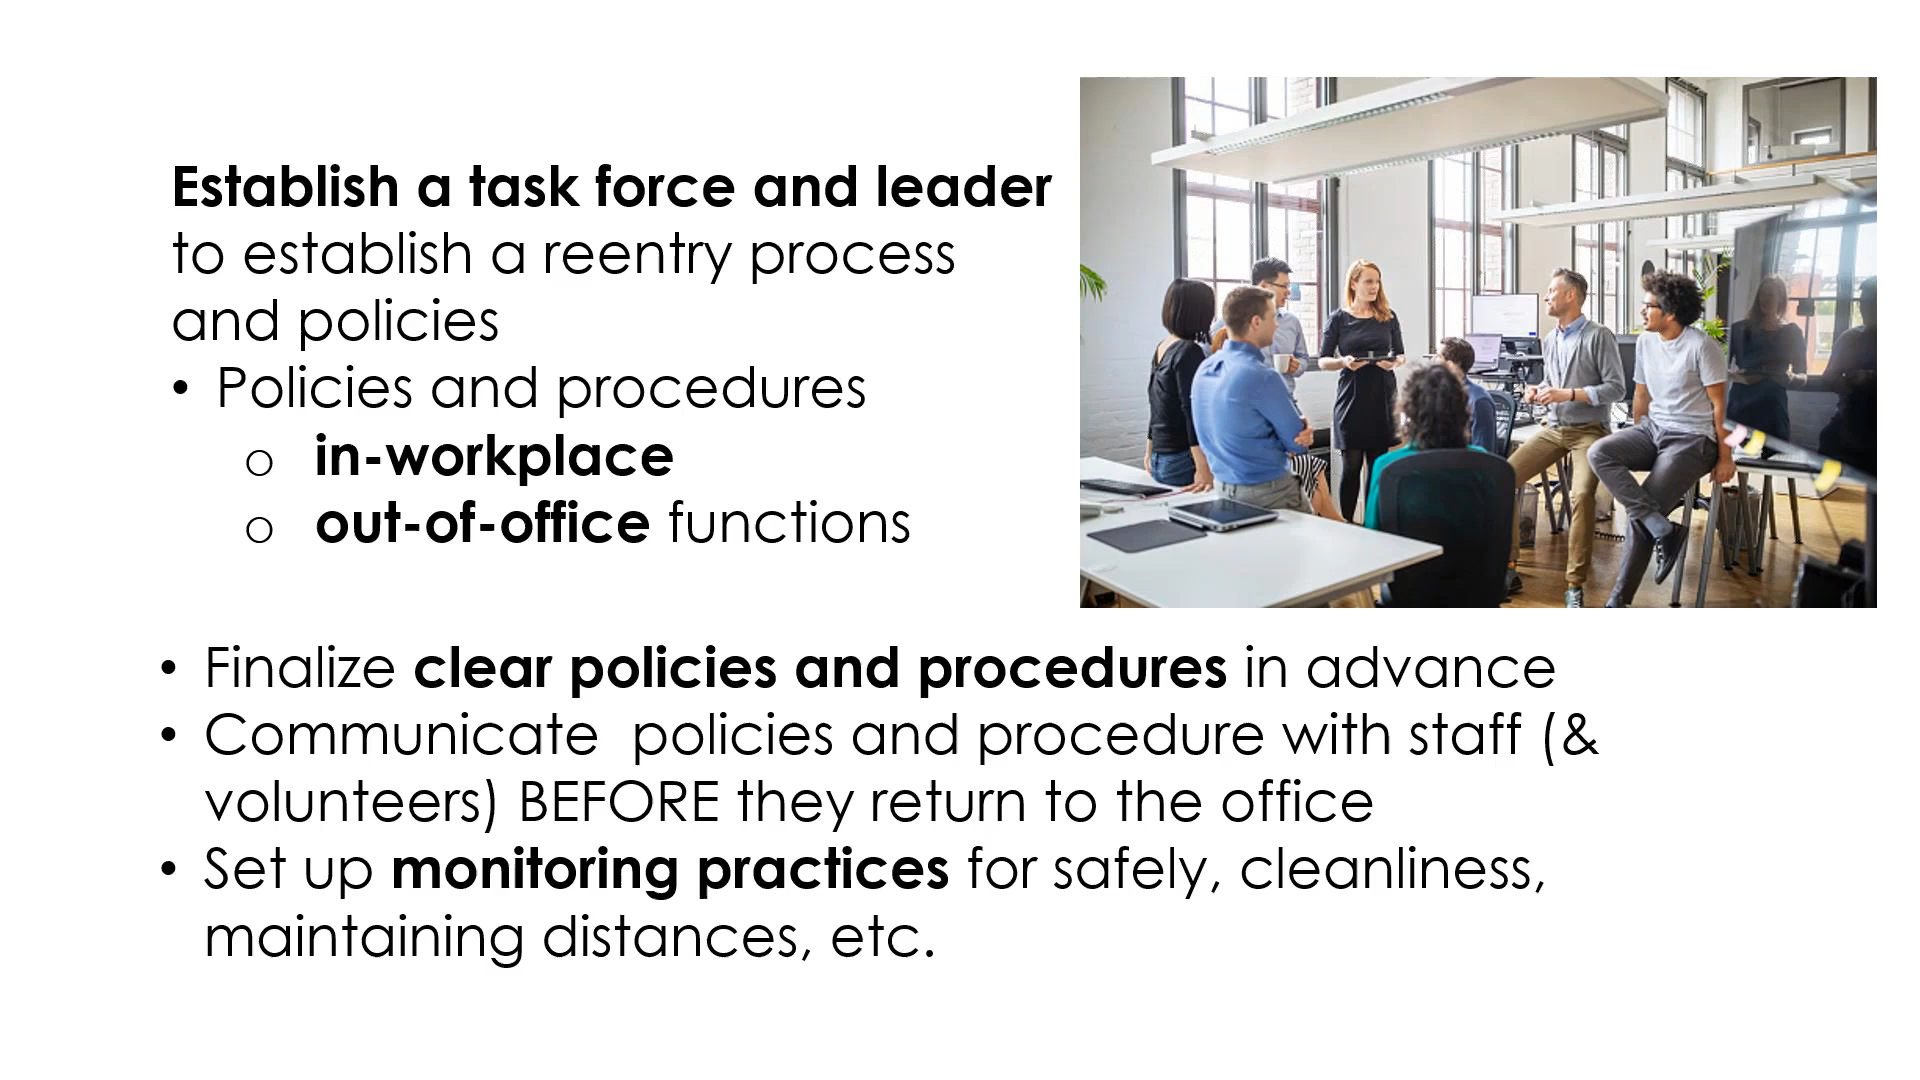 Establish a task force and leader
to establish a reentry process
and policies
• Policies and procedures
o in-workplace
o out-of-office functions
• Finalize clear policies and procedures in advance
• Communicate  policies and procedure with staff (&
volunteers) BEFORE they return to the office
• Set up monitoring practices for safely, cleanliness,
maintaining distances, etc.